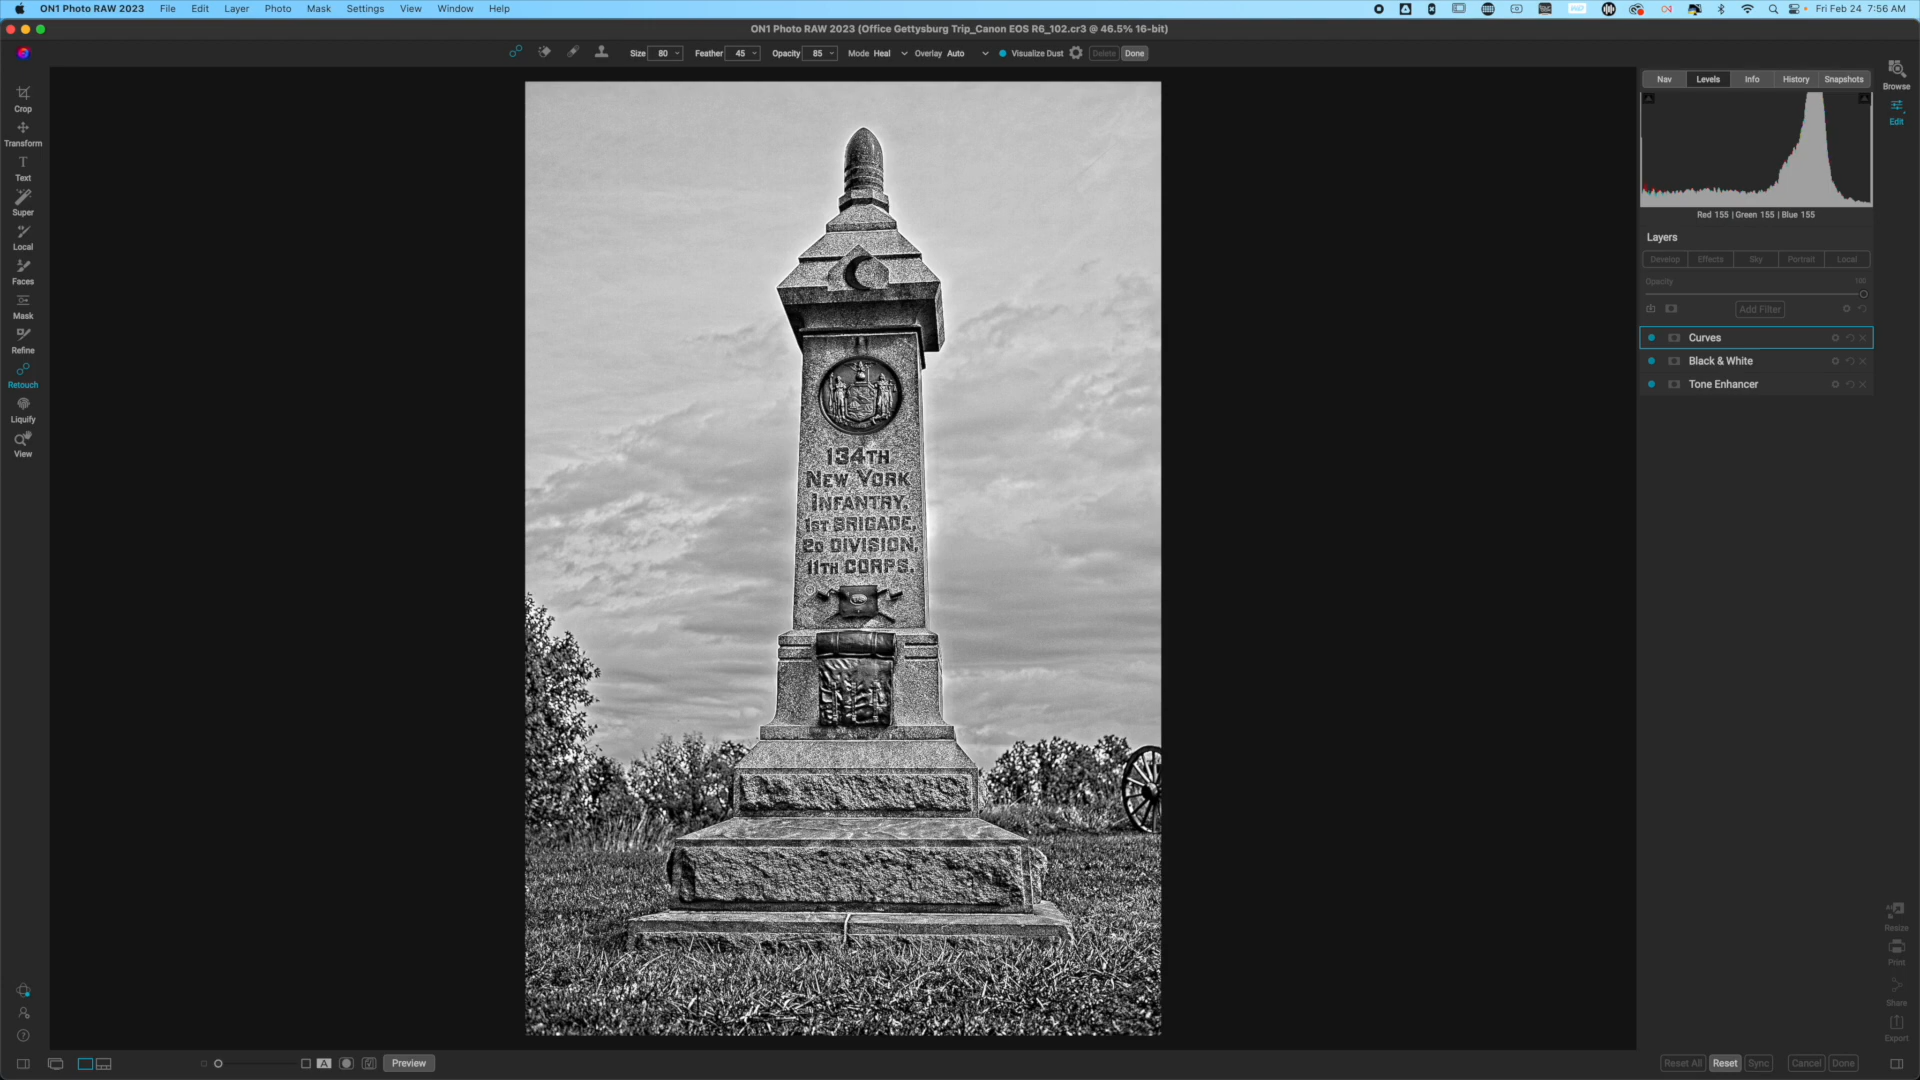 ON1 Photo RAW 2023 File Edit Layer Photo Mask Settings View Window Help Fri Feb 24 7:56 AM
ON1 Photo RAW 2023 (Office Gettysburg Trip_Canon EOS R6_102.cr3 @ 46.5% 16-bit)
Size 80 Feather 45 Opacity 85 Mode Heal Overlay Auto Visualize Dust Delete Done
Crop
Transform
Text
Super
Local
Faces
Mask
Refine
Retouch
Liquify
View
134TH
NEW YORK
INFANTRY,
1ST BRIGADE,
2D DIVISION,
11TH CORPS.
Nav Levels Info History Snapshots
Red 155 | Green 155 | Blue 155
Layers
Develop Effects Sky Portrait Local
Opacity 100
Add Filter
Curves
Black & White
Tone Enhancer
Browse
Edit
Resize
Print
Share
Export
A Preview
Reset All Reset Sync Cancel Done